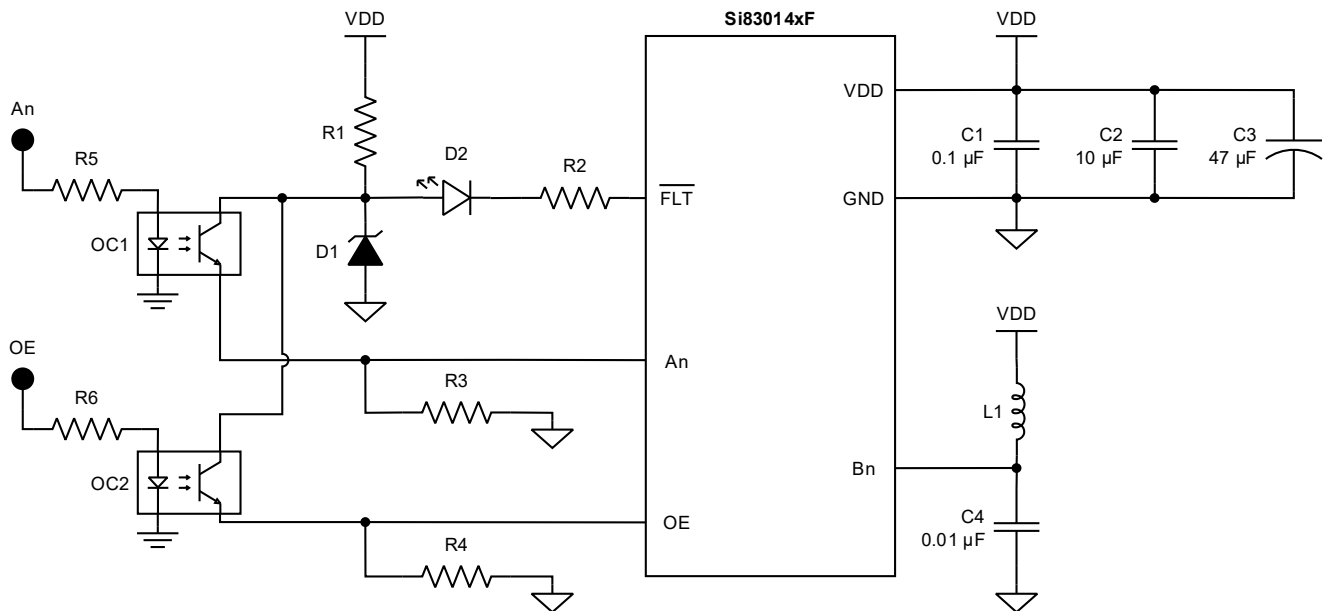 Si83014xF
VDD
VDD
An
R1
VDD
C1
0.1 µF
C2
10 µF
C3
47 µF
R5
D2
R2
FLT
GND
OC1
D1
VDD
OE
An
R6
R3
L1
Bn
OC2
OE
C4
0.01 µF
R4